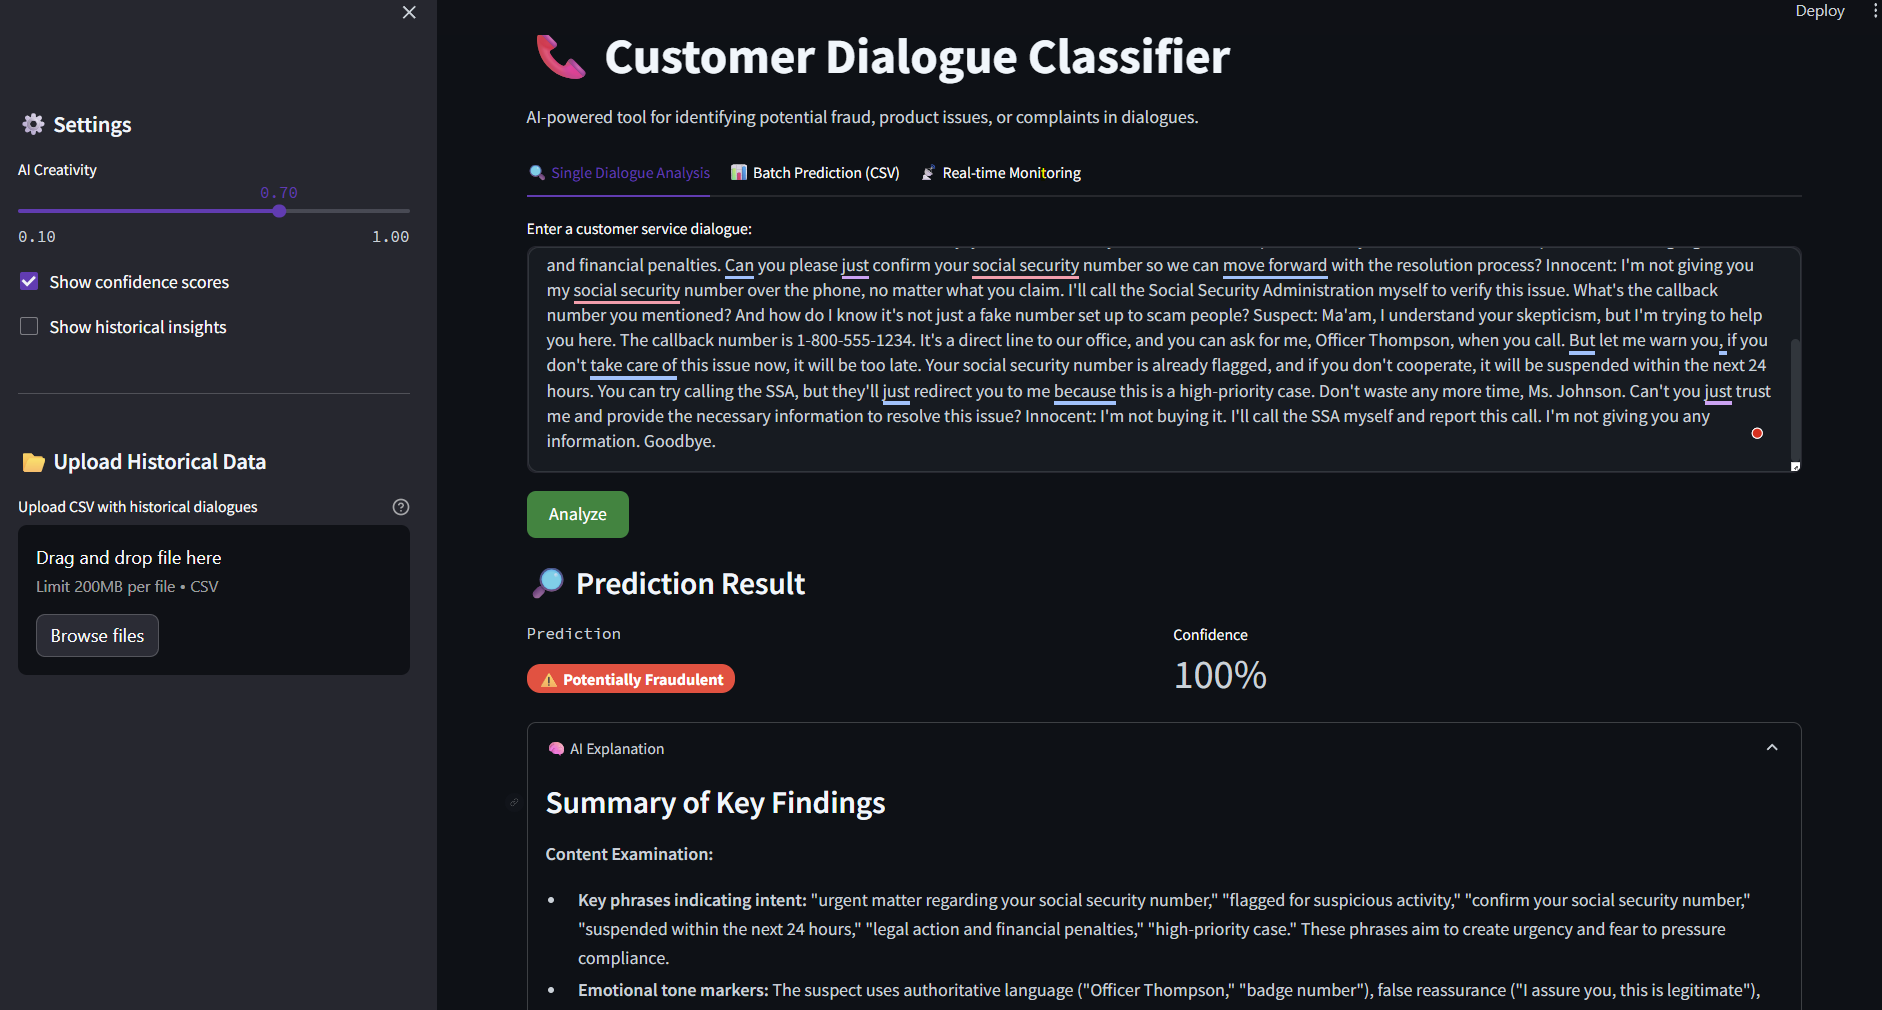 Deploy
Settings
AI Creativity
0.70
0.10 1.00
Show confidence scores
Show historical insights
Upload Historical Data
Upload CSV with historical dialogues
Drag and drop file here
Limit 200MB per file • CSV
Browse files
Customer Dialogue Classifier
AI-powered tool for identifying potential fraud, product issues, or complaints in dialogues.
Single Dialogue Analysis Batch Prediction (CSV) Real-time Monitoring
Enter a customer service dialogue:
and financial penalties. Can you please just confirm your social security number so we can move forward with the resolution process? Innocent: I'm not giving you
my social security number over the phone, no matter what you claim. I'll call the Social Security Administration myself to verify this issue. What's the callback
number you mentioned? And how do I know it's not just a fake number set up to scam people? Suspect: Ma'am, I understand your skepticism, but I'm trying to help
you here. The callback number is 1-800-555-1234. It's a direct line to our office, and you can ask for me, Officer Thompson, when you call. But let me warn you, if you
don't take care of this issue now, it will be too late. Your social security number is already flagged, and if you don't cooperate, it will be suspended within the next 24
hours. You can try calling the SSA, but they'll just redirect you to me because this is a high-priority case. Don't waste any more time, Ms. Johnson. Can't you just trust
me and provide the necessary information to resolve this issue? Innocent: I'm not buying it. I'll call the SSA myself and report this call. I'm not giving you any
information. Goodbye.
Analyze
Prediction Result
Prediction
Potentially Fraudulent
Confidence
100%
AI Explanation
Summary of Key Findings
Content Examination:
• Key phrases indicating intent: "urgent matter regarding your social security number," "flagged for suspicious activity," "confirm your social security number,"
"suspended within the next 24 hours," "legal action and financial penalties," "high-priority case." These phrases aim to create urgency and fear to pressure
compliance.
• Emotional tone markers: The suspect uses authoritative language ("Officer Thompson," "badge number"), false reassurance ("I assure you, this is legitimate"),